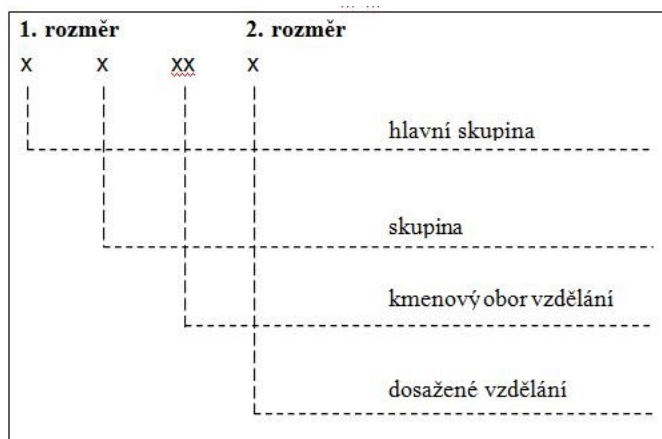 1. rozměr 2. rozměr
x x xx x
hlavní skupina
skupina
kmenový obor vzdělání
dosažené vzdělání